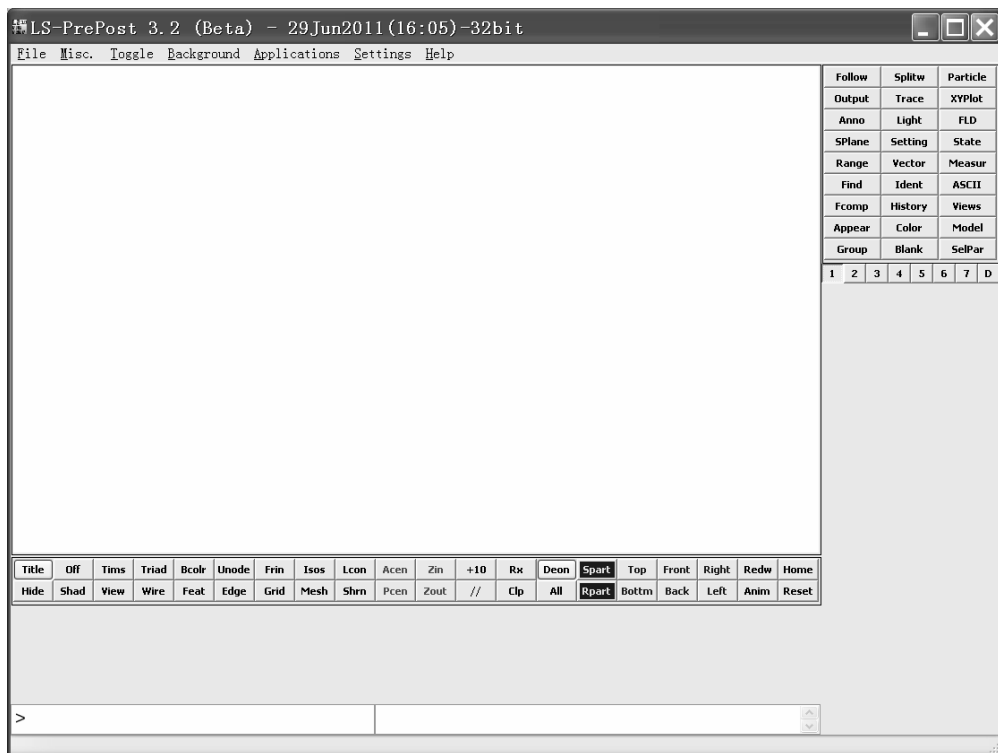 LS-PrePost 3.2 (Beta) - 29Jun2011(16:05)-32bit
File Misc. Toggle Background Applications Settings Help
Follow Splitw Particle
Output Trace XYPlot
Anno Light FLD
SPlane Setting State
Range Vector Measur
Find Ident ASCII
Fcomp History Views
Appear Color Model
Group Blank SelPar
1 2 3 4 5 6 7 D
Title Off Tims Triad Bcolr Unode Frin Isos Lcon Acen Zin +10 Rx Deon Spart Top Front Right Redw Home
Hide Shad View Wire Feat Edge Grid Mesh Shrn Pcen Zout // Clp All Rpart Bottm Back Left Anim Reset
>